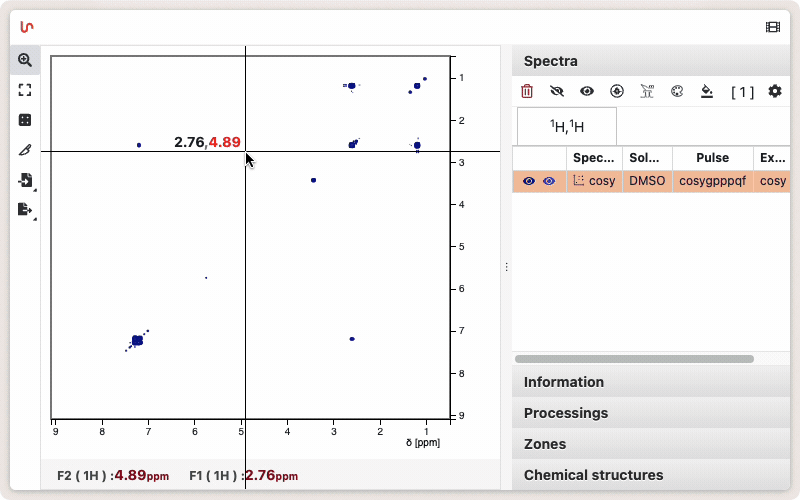 Spectra
[ 1 ]
¹H,¹H
Spec... Sol... Pulse Ex...
cosy DMSO cosygpppqf cosy
2.76,4.89
1
2
3
4
5
6
7
8
9
9 8 7 6 5 4 3 2 1
δ [ppm]
F2 ( 1H ) :4.89ppm F1 ( 1H ) :2.76ppm
Information
Processings
Zones
Chemical structures